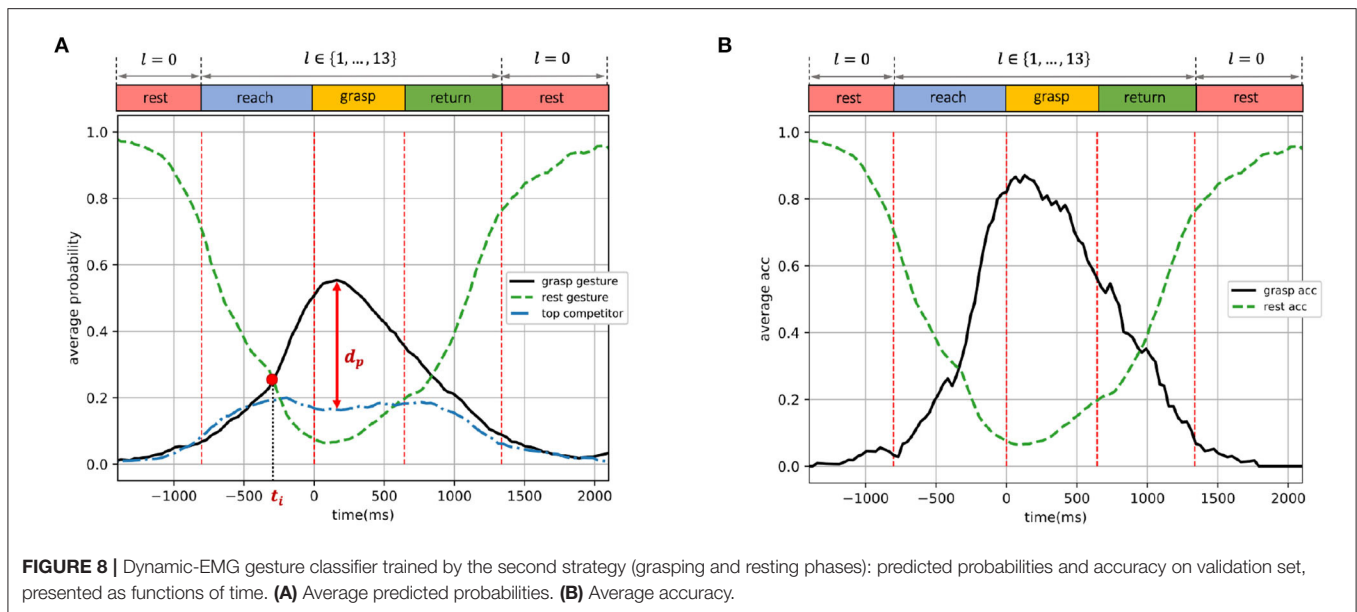 A
l = 0
l ∈ {1, ..., 13}
l = 0
rest
reach
grasp
return
rest
1.0
0.8
0.6
0.4
0.2
0.0
average probability
grasp gesture
rest gesture
top competitor
d_p
−1000
−500
0
500
1000
1500
2000
t_i
time(ms)
B
l = 0
l ∈ {1, ..., 13}
l = 0
rest
reach
grasp
return
rest
1.0
0.8
0.6
0.4
0.2
0.0
average acc
grasp acc
rest acc
−1000
−500
0
500
1000
1500
2000
time(ms)
FIGURE 8 | Dynamic-EMG gesture classifier trained by the second strategy (grasping and resting phases): predicted probabilities and accuracy on validation set,
presented as functions of time. (A) Average predicted probabilities. (B) Average accuracy.